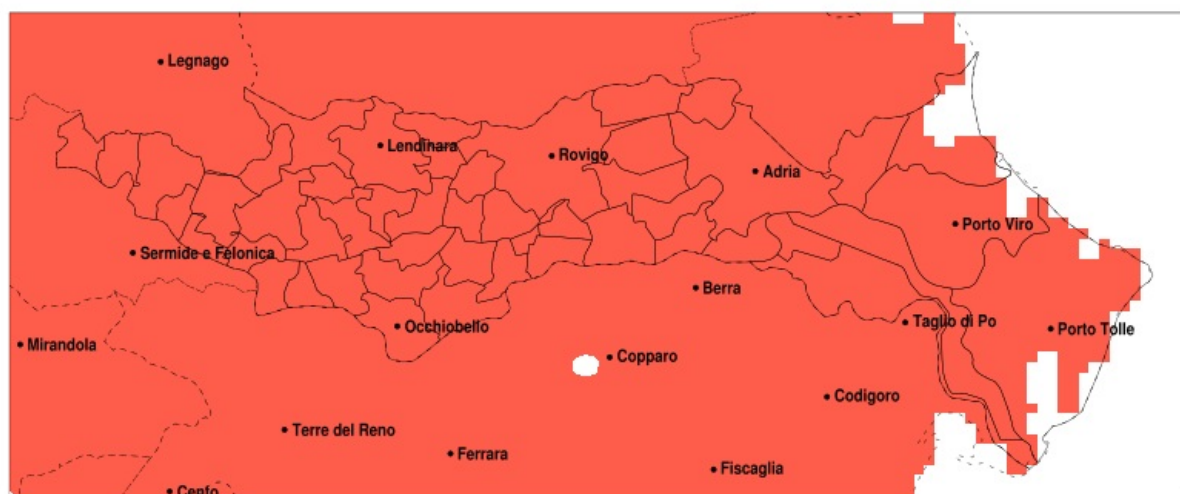 Legnago
Lendinara
Rovigo
Adria
Porto Viro
Sermide e Felonica
Berra
Taglio di Po
Porto Tolle
Occhiobello
Mirandola
Copparo
Codigoro
Terre del Reno
Ferrara
Fiscaglia
Cento